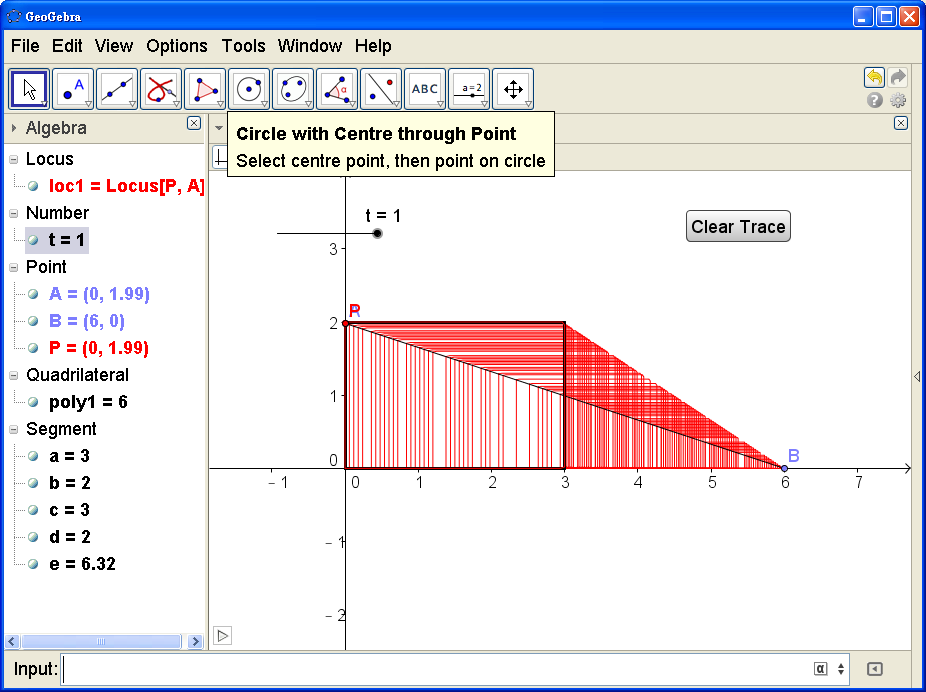 GeoGebra
File Edit View Options Tools Window Help
A
α
ABC
a=2
Algebra
Circle with Centre through Point
Select centre point, then point on circle
Locus
loc1 = Locus[P, A]
Number
t = 1
Point
A = (0, 1.99)
B = (6, 0)
P = (0, 1.99)
Quadrilateral
poly1 = 6
Segment
a = 3
b = 2
c = 3
d = 2
e = 6.32
t = 1
Clear Trace
3
P
2
1
0
B
-1 0 1 2 3 4 5 6 7
-1
-2
Input:
α